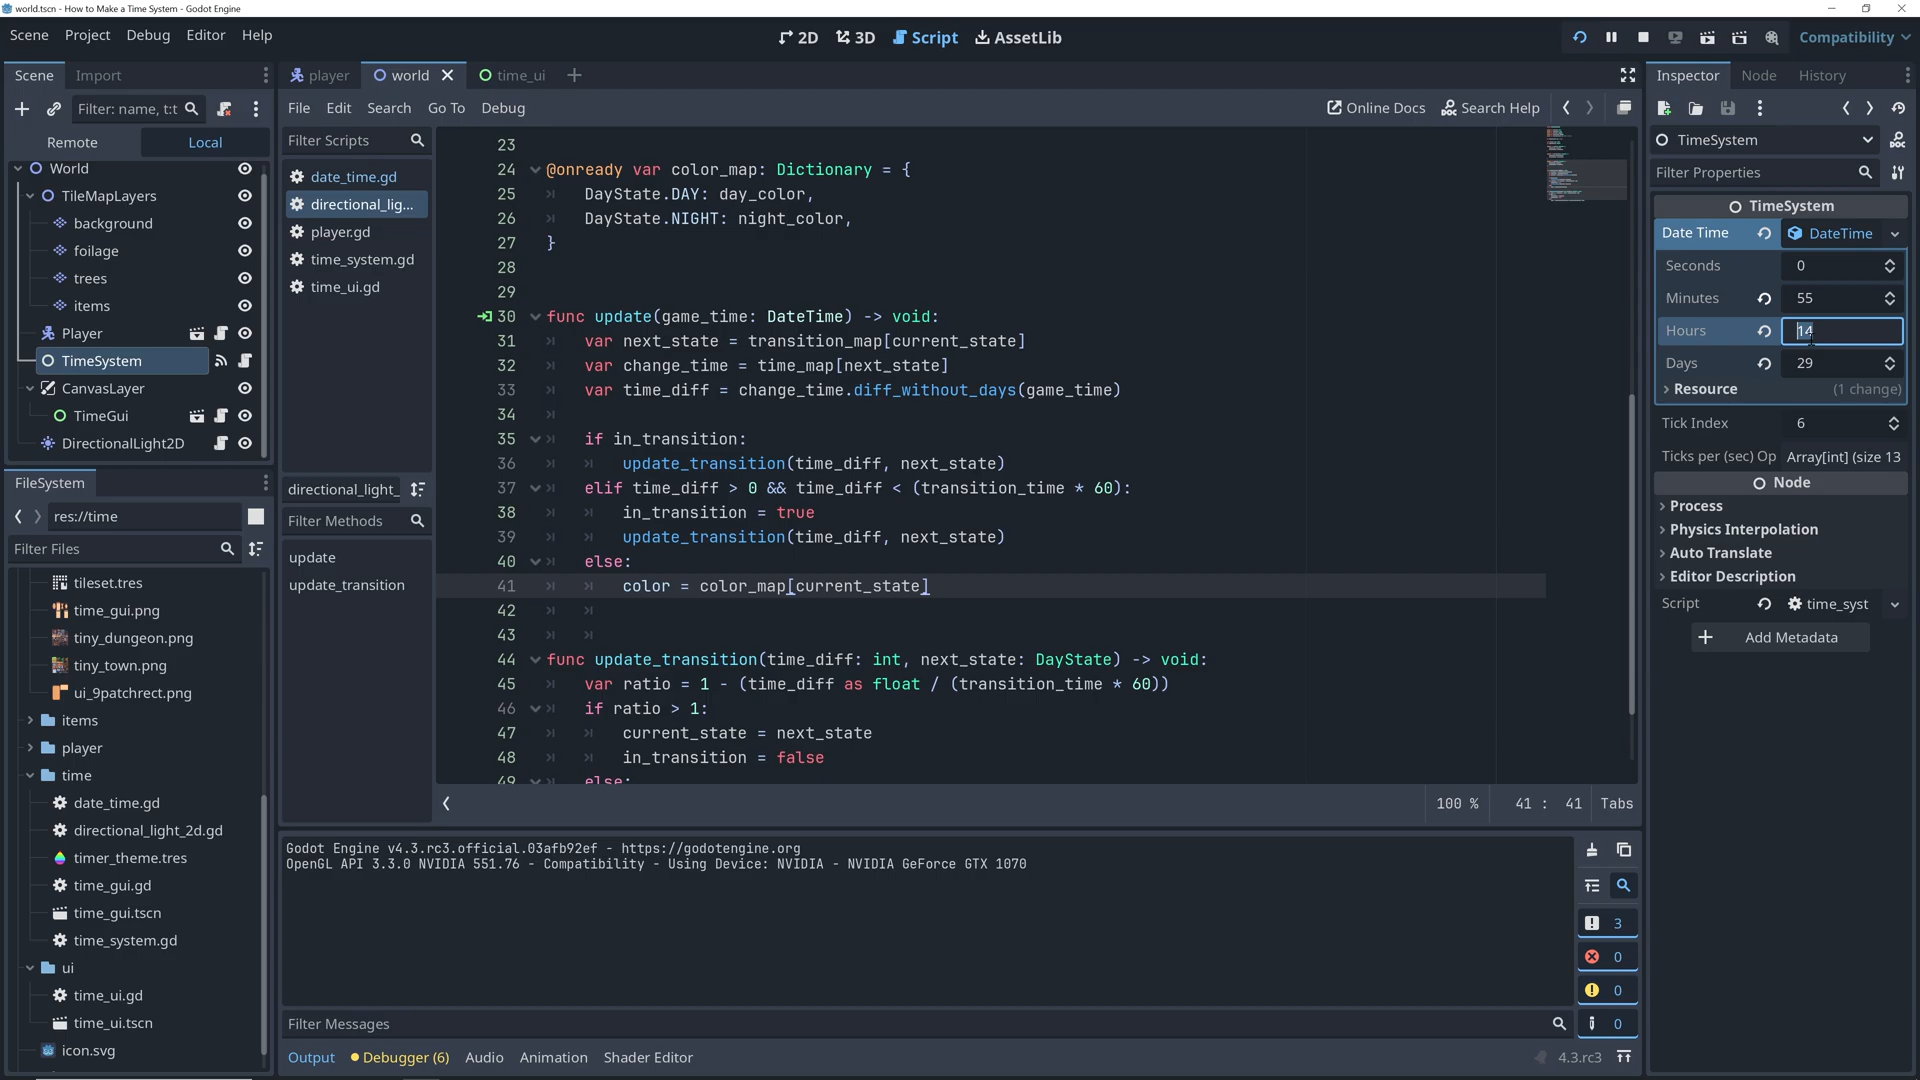 world.tscn - How to Make a Time System - Godot Engine
Scene Project Debug Editor Help
2D 3D Script AssetLib
Compatibility
Scene Import
Filter: name, t:t
Remote Local
World
TileMapLayers
background
foilage
trees
items
Player
TimeSystem
CanvasLayer
TimeGui
DirectionalLight2D
FileSystem
res://time
Filter Files
tileset.tres
time_gui.png
tiny_dungeon.png
tiny_town.png
ui_9patchrect.png
items
player
time
date_time.gd
directional_light_2d.gd
timer_theme.tres
time_gui.gd
time_gui.tscn
time_system.gd
ui
time_ui.gd
time_ui.tscn
icon.svg
player world time_ui
File Edit Search Go To Debug
Online Docs Search Help
Filter Scripts
date_time.gd
directional_lig...
player.gd
time_system.gd
time_ui.gd
directional_light_
Filter Methods
update
update_transition
23
24 @onready var color_map: Dictionary = {
25 DayState.DAY: day_color,
26 DayState.NIGHT: night_color,
27 }
28
29
30 func update(game_time: DateTime) -> void:
31 var next_state = transition_map[current_state]
32 var change_time = time_map[next_state]
33 var time_diff = change_time.diff_without_days(game_time)
34
35 if in_transition:
36 update_transition(time_diff, next_state)
37 elif time_diff > 0 && time_diff < (transition_time * 60):
38 in_transition = true
39 update_transition(time_diff, next_state)
40 else:
41 color = color_map[current_state]
42
43
44 func update_transition(time_diff: int, next_state: DayState) -> void:
45 var ratio = 1 - (time_diff as float / (transition_time * 60))
46 if ratio > 1:
47 current_state = next_state
48 in_transition = false
49 else:
100 % 41 : 41 Tabs
Godot Engine v4.3.rc3.official.03afb92ef - https://godotengine.org
OpenGL API 3.3.0 NVIDIA 551.76 - Compatibility - Using Device: NVIDIA - NVIDIA GeForce GTX 1070
3
0
0
0
Filter Messages
Output Debugger (6) Audio Animation Shader Editor
4.3.rc3
Inspector Node History
TimeSystem
Filter Properties
TimeSystem
Date Time DateTime
Seconds 0
Minutes 55
Hours 14
Days 29
Resource (1 change)
Tick Index 6
Ticks per (sec) Op Array[int] (size 13
Node
Process
Physics Interpolation
Auto Translate
Editor Description
Script time_syst
Add Metadata